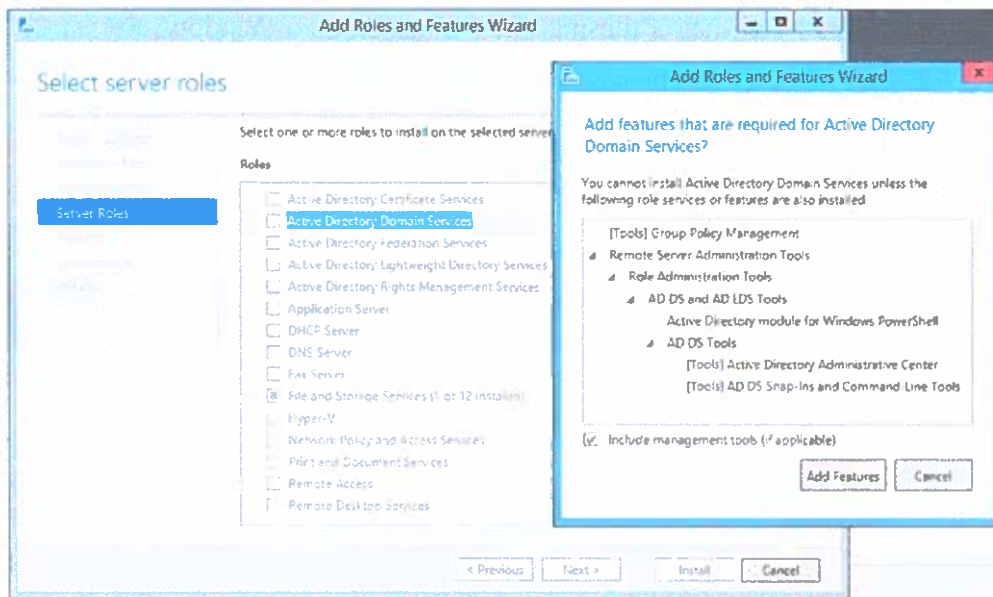 Add Roles and Features Wizard
Select server roles
Server Roles
Select one or more roles to install on the selected server
Roles
Active Directory Certificate Services
Active Directory Domain Services
Active Directory Federation Services
Active Directory Lightweight Directory Services
Active Directory Rights Management Services
Application Server
DHCP Server
DNS Server
Fax Server
File and Storage Services (1 of 12 installed)
Hyper-V
Network Policy and Access Services
Print and Document Services
Remote Access
Remote Desktop Services
< Previous
Next >
Install
Cancel
Add Roles and Features Wizard
Add features that are required for Active Directory
Domain Services?
You cannot install Active Directory Domain Services unless the
following role services or features are also installed
[Tools] Group Policy Management
Remote Server Administration Tools
Role Administration Tools
AD DS and AD LDS Tools
Active Directory module for Windows PowerShell
AD DS Tools
[Tools] Active Directory Administrative Center
[Tools] AD DS Snap-Ins and Command-Line Tools
Include management tools (if applicable)
Add Features
Cancel